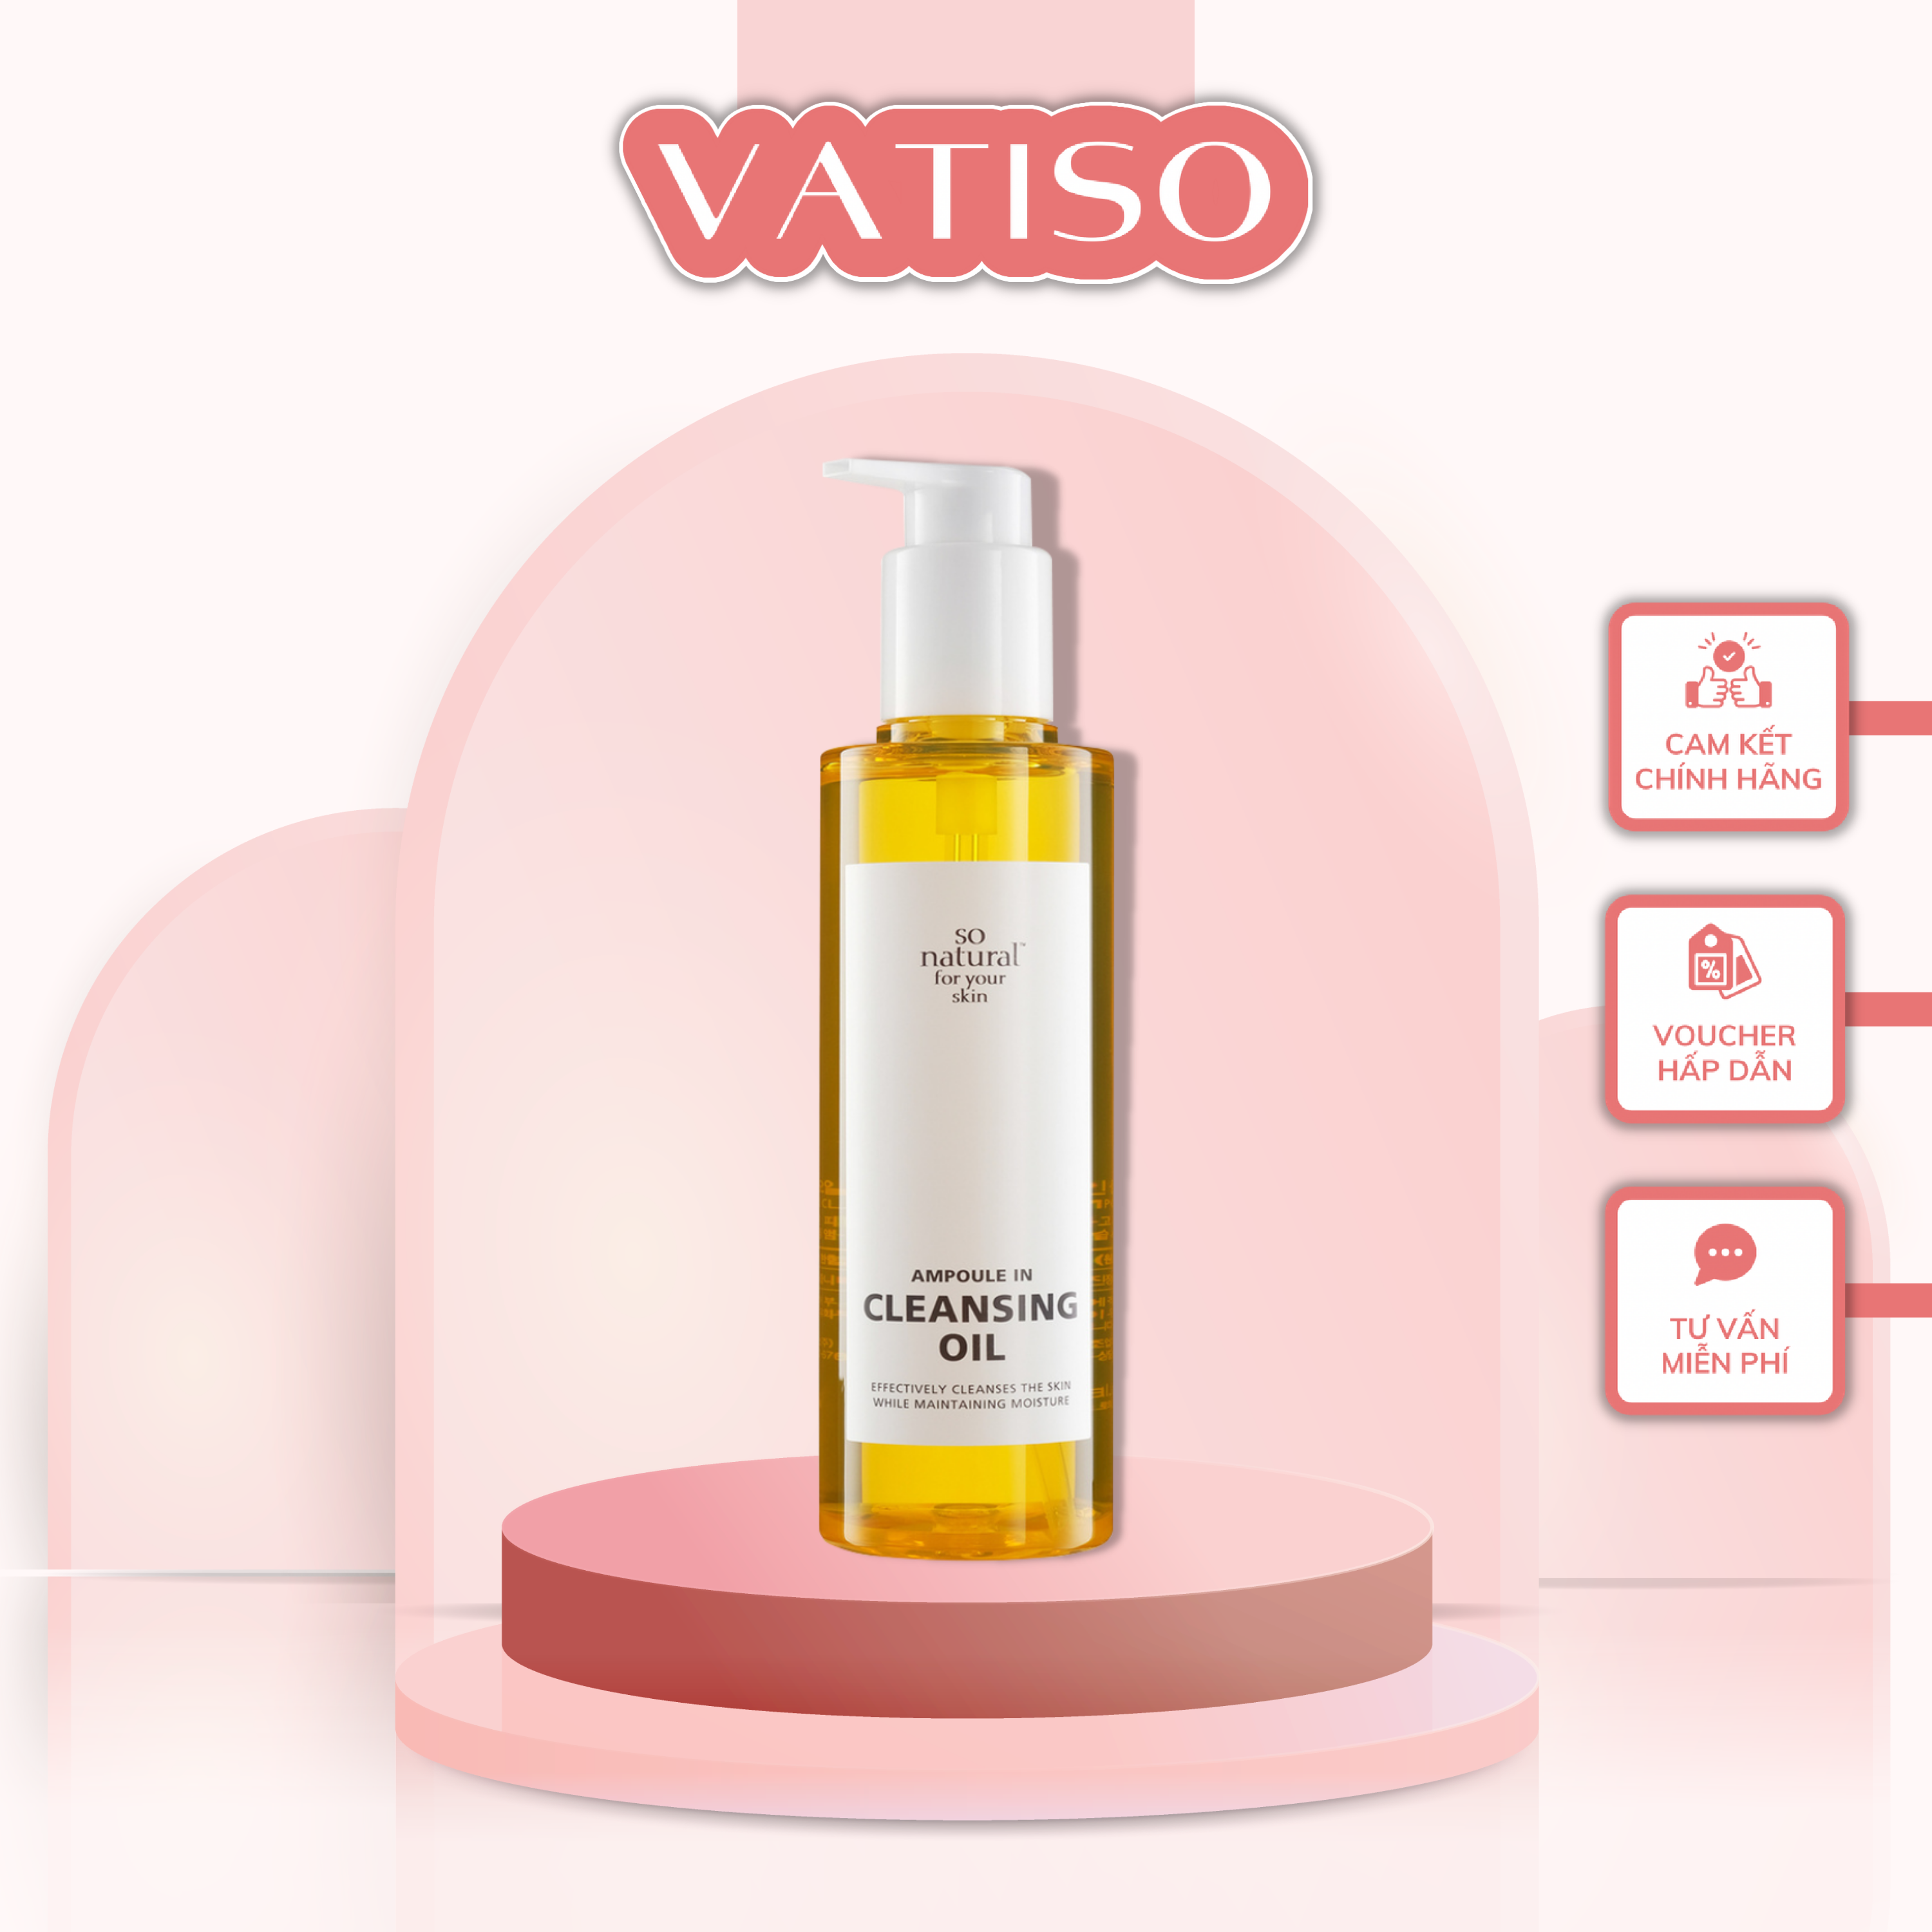 VATISO
so
natural™
for your
skin
AMPOULE IN
CLEANSING
OIL
EFFECTIVELY CLEANSES THE SKIN
WHILE MAINTAINING MOISTURE
CAM KẾT
CHÍNH HÃNG
%
VOUCHER
HẤP DẪN
TƯ VẤN
MIỄN PHÍ